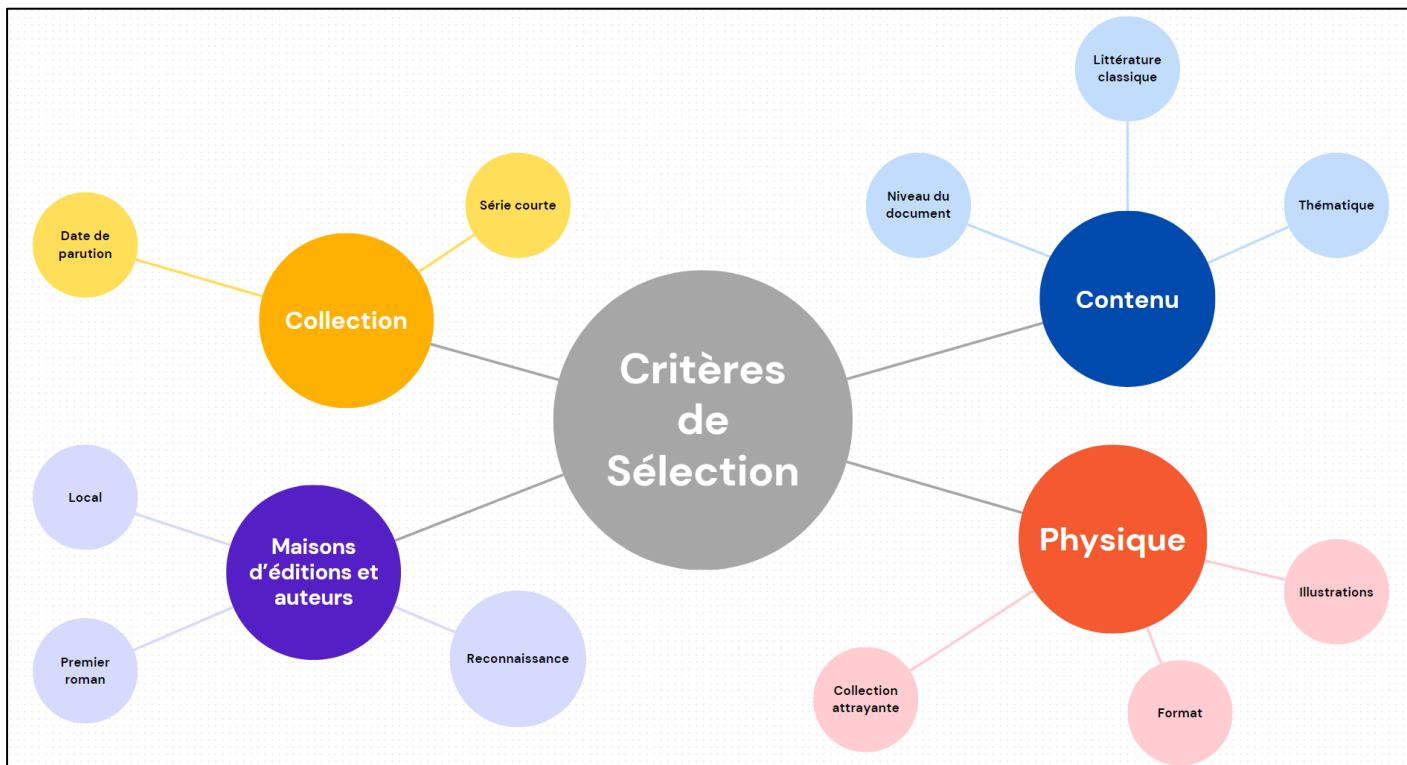 Critères
de
Sélection
Collection
Date de
parution
Série courte
Contenu
Niveau du
document
Littérature
classique
Thématique
Maisons
d’éditions et
auteurs
Local
Premier
roman
Reconnaissance
Physique
Illustrations
Format
Collection
attrayante